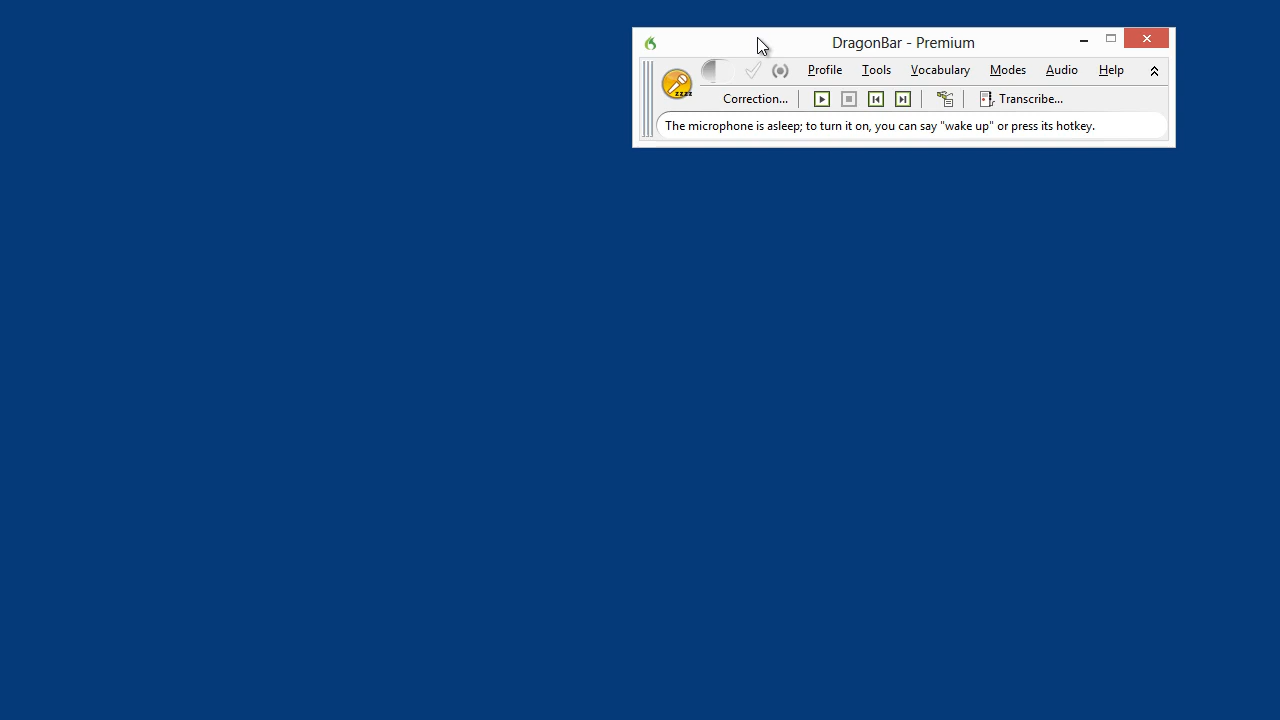 DragonBar - Premium
Profile Tools Vocabulary Modes Audio Help
zzzz
Correction... Transcribe...
The microphone is asleep; to turn it on, you can say "wake up" or press its hotkey.